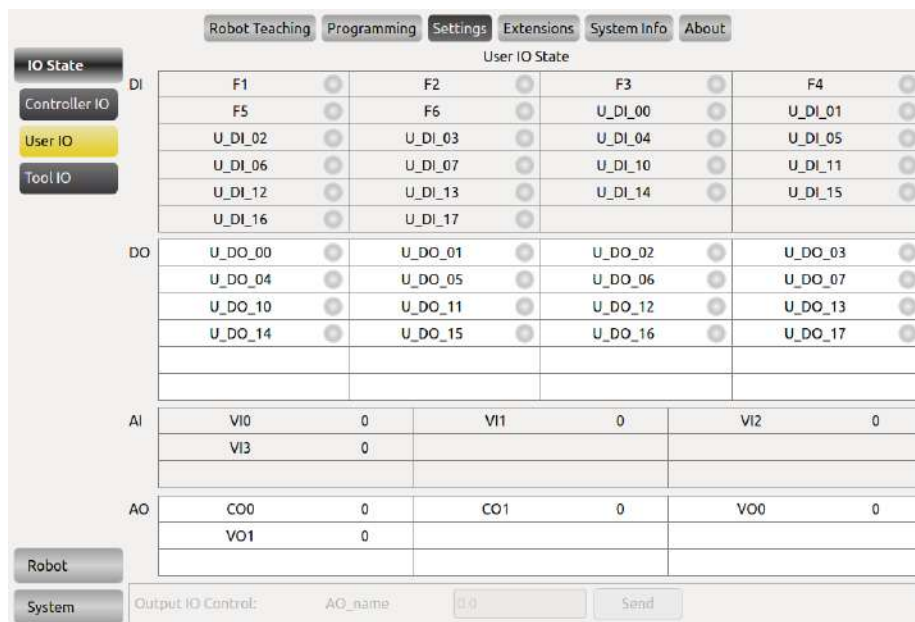 Robot Teaching Programming Settings Extensions System Info About
User IO State
IO State
Controller IO
User IO
Tool IO
DI F1 F2 F3 F4
F5 F6 U_DI_00 U_DI_01
U_DI_02 U_DI_03 U_DI_04 U_DI_05
U_DI_06 U_DI_07 U_DI_10 U_DI_11
U_DI_12 U_DI_13 U_DI_14 U_DI_15
U_DI_16 U_DI_17
DO U_DO_00 U_DO_01 U_DO_02 U_DO_03
U_DO_04 U_DO_05 U_DO_06 U_DO_07
U_DO_10 U_DO_11 U_DO_12 U_DO_13
U_DO_14 U_DO_15 U_DO_16 U_DO_17
AI VI0 0 VI1 0 VI2 0
VI3 0
AO CO0 0 CO1 0 VO0 0
VO1 0
Robot
System
Output IO Control: AO_name 0.0 Send